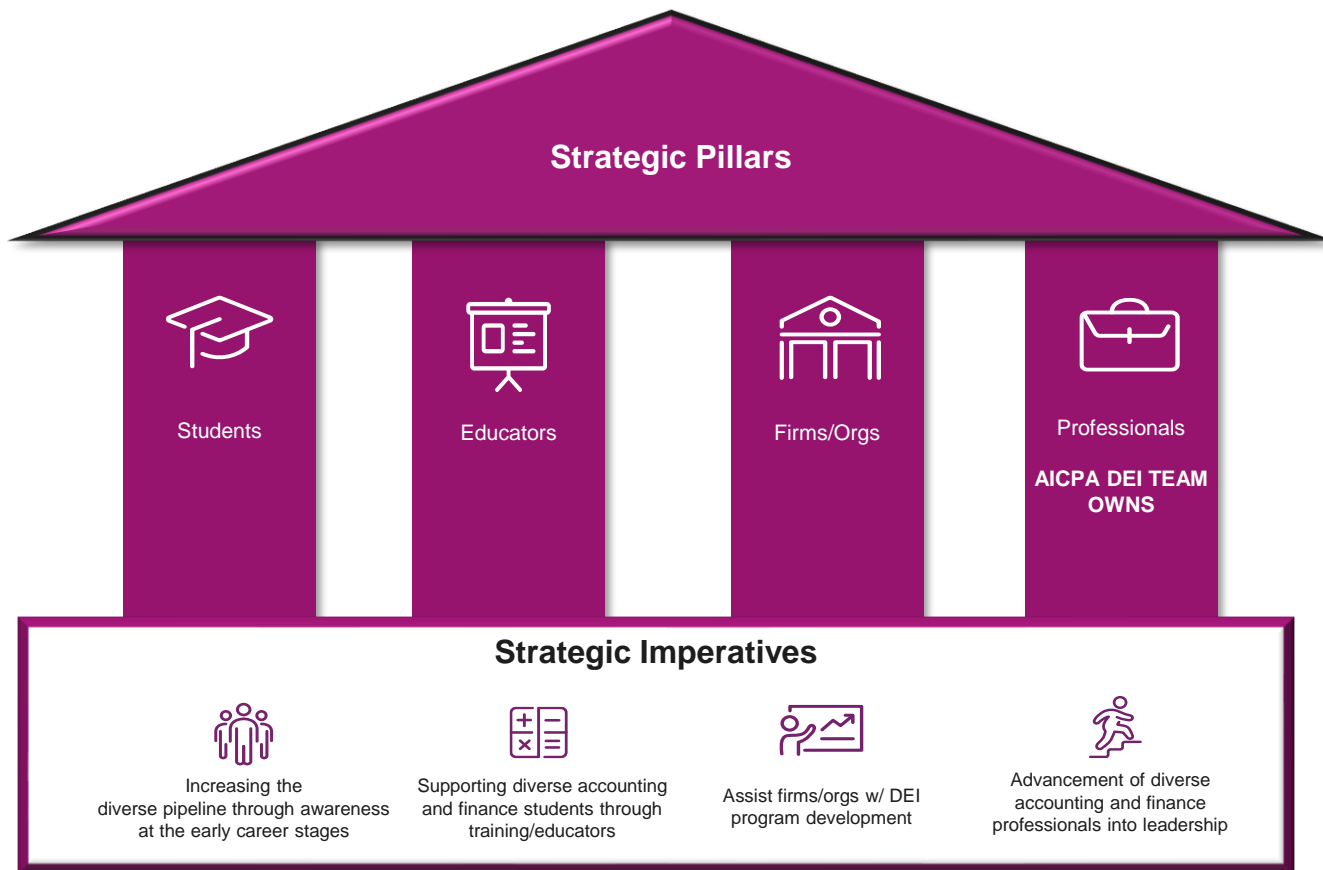 Strategic Pillars
Students
Educators
Firms/Orgs
Professionals
AICPA DEI TEAM
OWNS
Strategic Imperatives
Increasing the
diverse pipeline through awareness
at the early career stages
Supporting diverse accounting
and finance students through
training/educators
Assist firms/orgs w/ DEI
program development
Advancement of diverse
accounting and finance
professionals into leadership